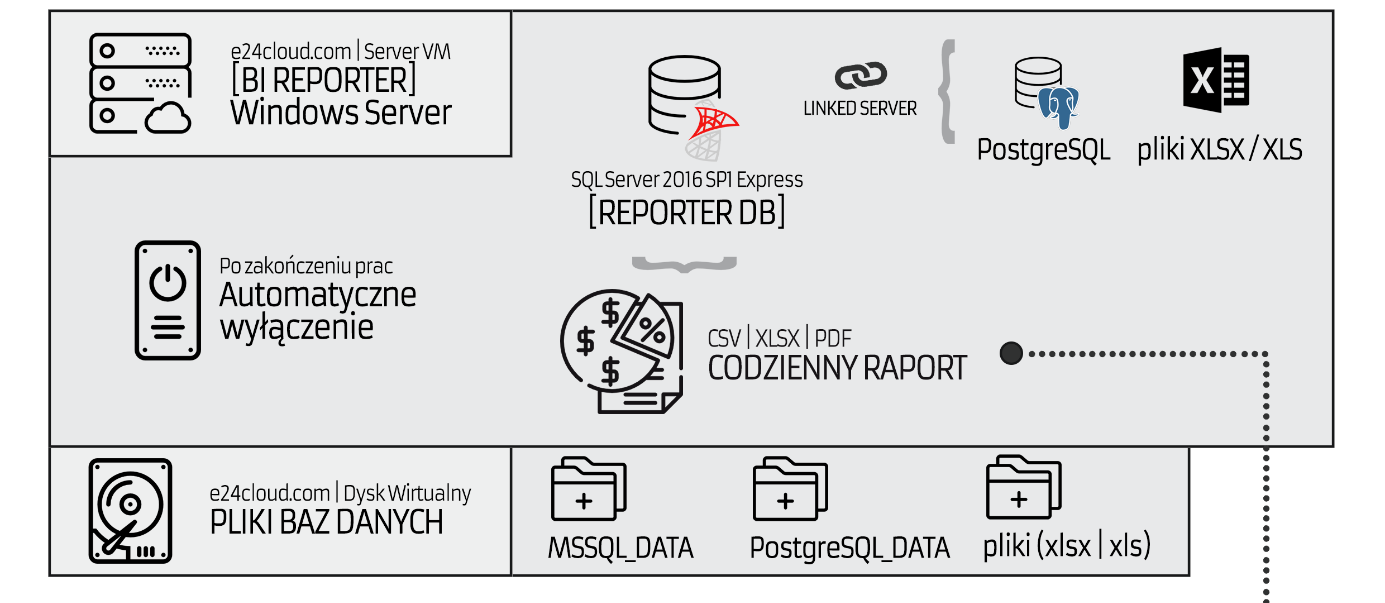 e24cloud.com | Server VM
[BI REPORTER]
Windows Server
LINKED SERVER
X
PostgreSQL
pliki XLSX / XLS
SQL Server 2016 SP1 Express
[REPORTER DB]
Po zakończeniu prac
Automatyczne
wyłączenie
$ % $ $
CSV | XLSX | PDF
CODZIENNY RAPORT
e24cloud.com | Dysk Wirtualny
PLIKI BAZ DANYCH
MSSQL_DATA
PostgreSQL_DATA
pliki (xlsx | xls)